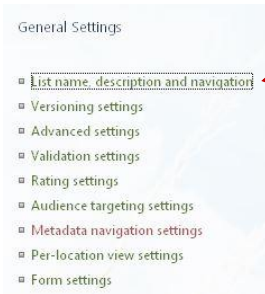 General Settings
List name, description and navigation
Versioning settings
Advanced settings
Validation settings
Rating settings
Audience targeting settings
Metadata navigation settings
Per-location view settings
Form settings